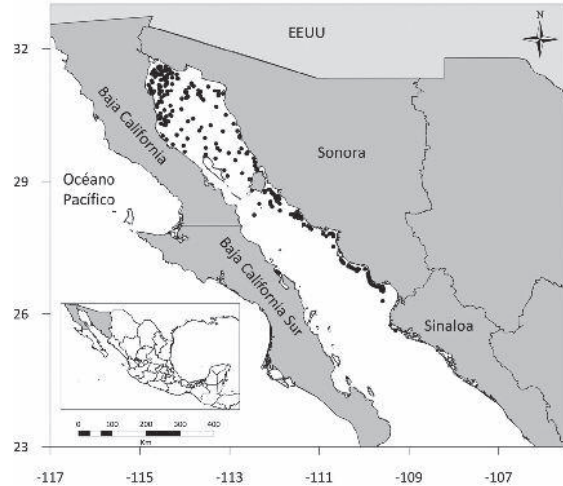 N
EEUU
32
Baja California
Sonora
29
Océano
Pacífico
Baja California Sur
26
Sinaloa
0 100 200 400
Km
23
-117 -115 -113 -111 -109 -107